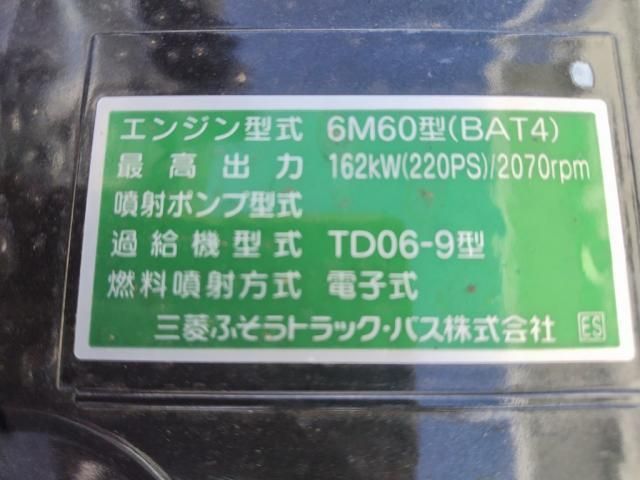 エンジン型式 6M60型(BAT4)
最高出力 162kW(220PS)/2070rpm
噴射ポンプ型式
過給機型式 TD06-9型
燃料噴射方式 電子式
三菱ふそうトラック・バス株式会社 ES